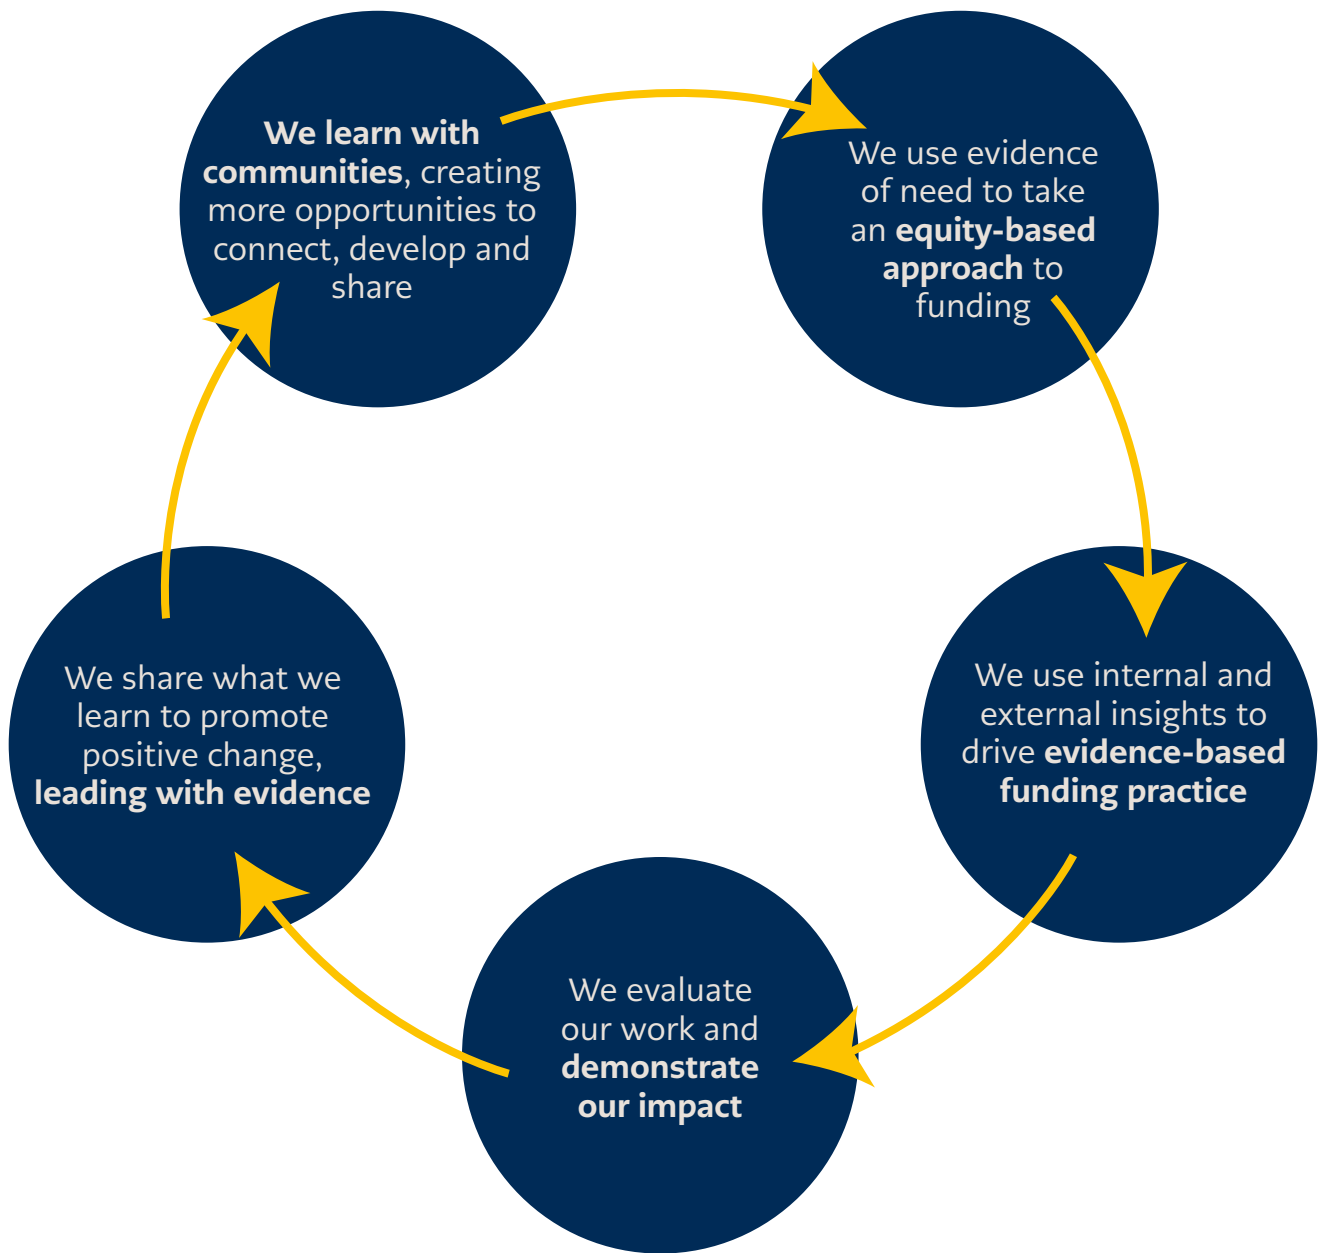 We learn with
communities, creating
more opportunities to
connect, develop and
share
We use evidence
of need to take
an equity-based
approach to
funding
We use internal and
external insights to
drive evidence-based
funding practice
We evaluate
our work and
demonstrate
our impact
We share what we
learn to promote
positive change,
leading with evidence